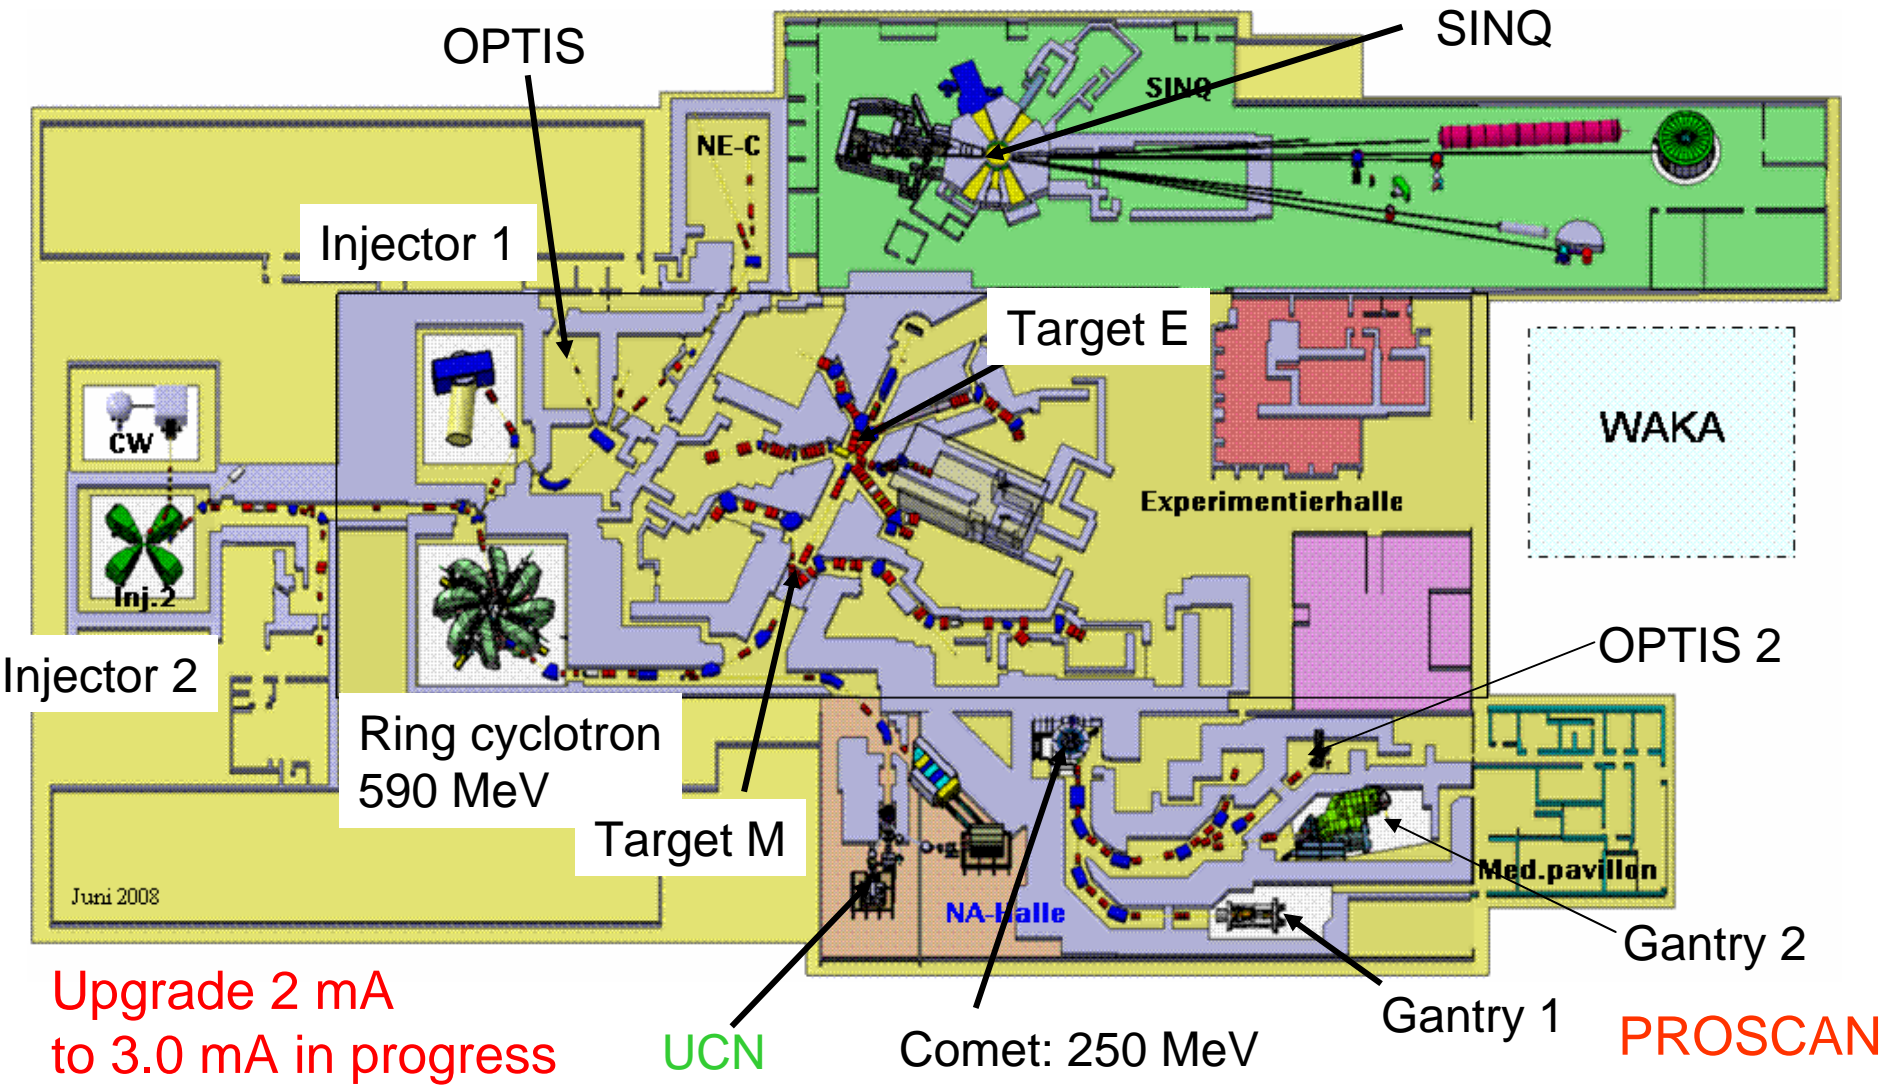 OPTIS
SINQ
SINQ
NE-C
Injector 1
Target E
WAKA
CW
Experimentierhalle
Inj.2
Injector 2
OPTIS 2
Ring cyclotron
590 MeV
Target M
Med.pavillon
Juni 2008
NA-Halle
Gantry 2
Upgrade 2 mA
to 3.0 mA in progress
UCN
Comet: 250 MeV
Gantry 1
PROSCAN